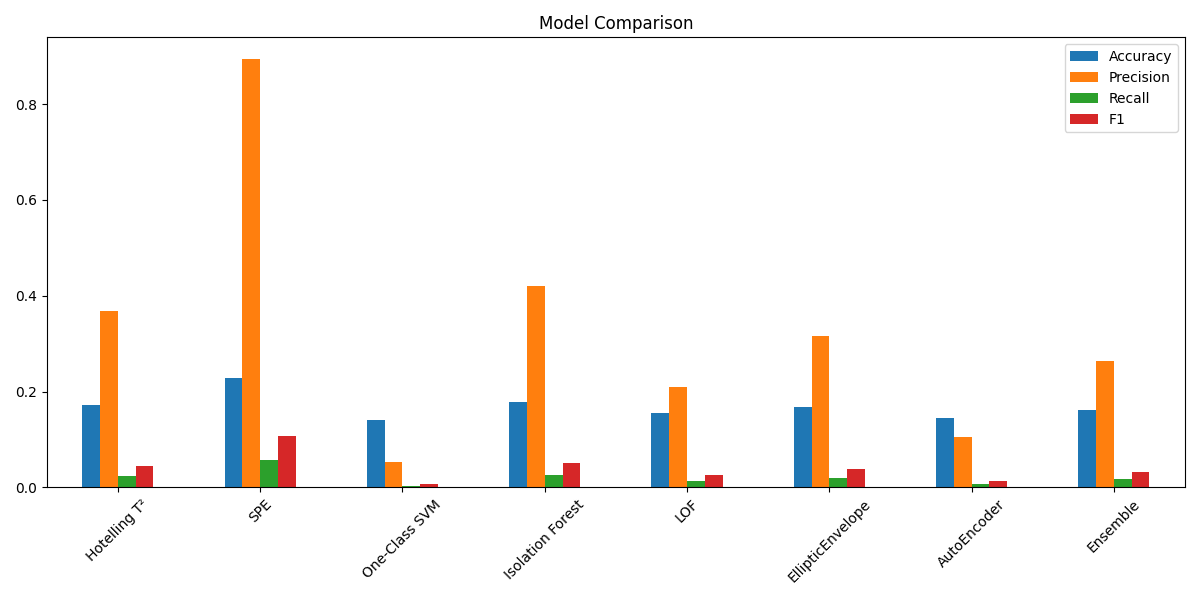 Model Comparison
Accuracy
Precision
Recall
F1
0.8
0.6
0.4
0.2
0.0
Hotelling T²
SPE
One-Class SVM
Isolation Forest
LOF
EllipticEnvelope
AutoEncoder
Ensemble